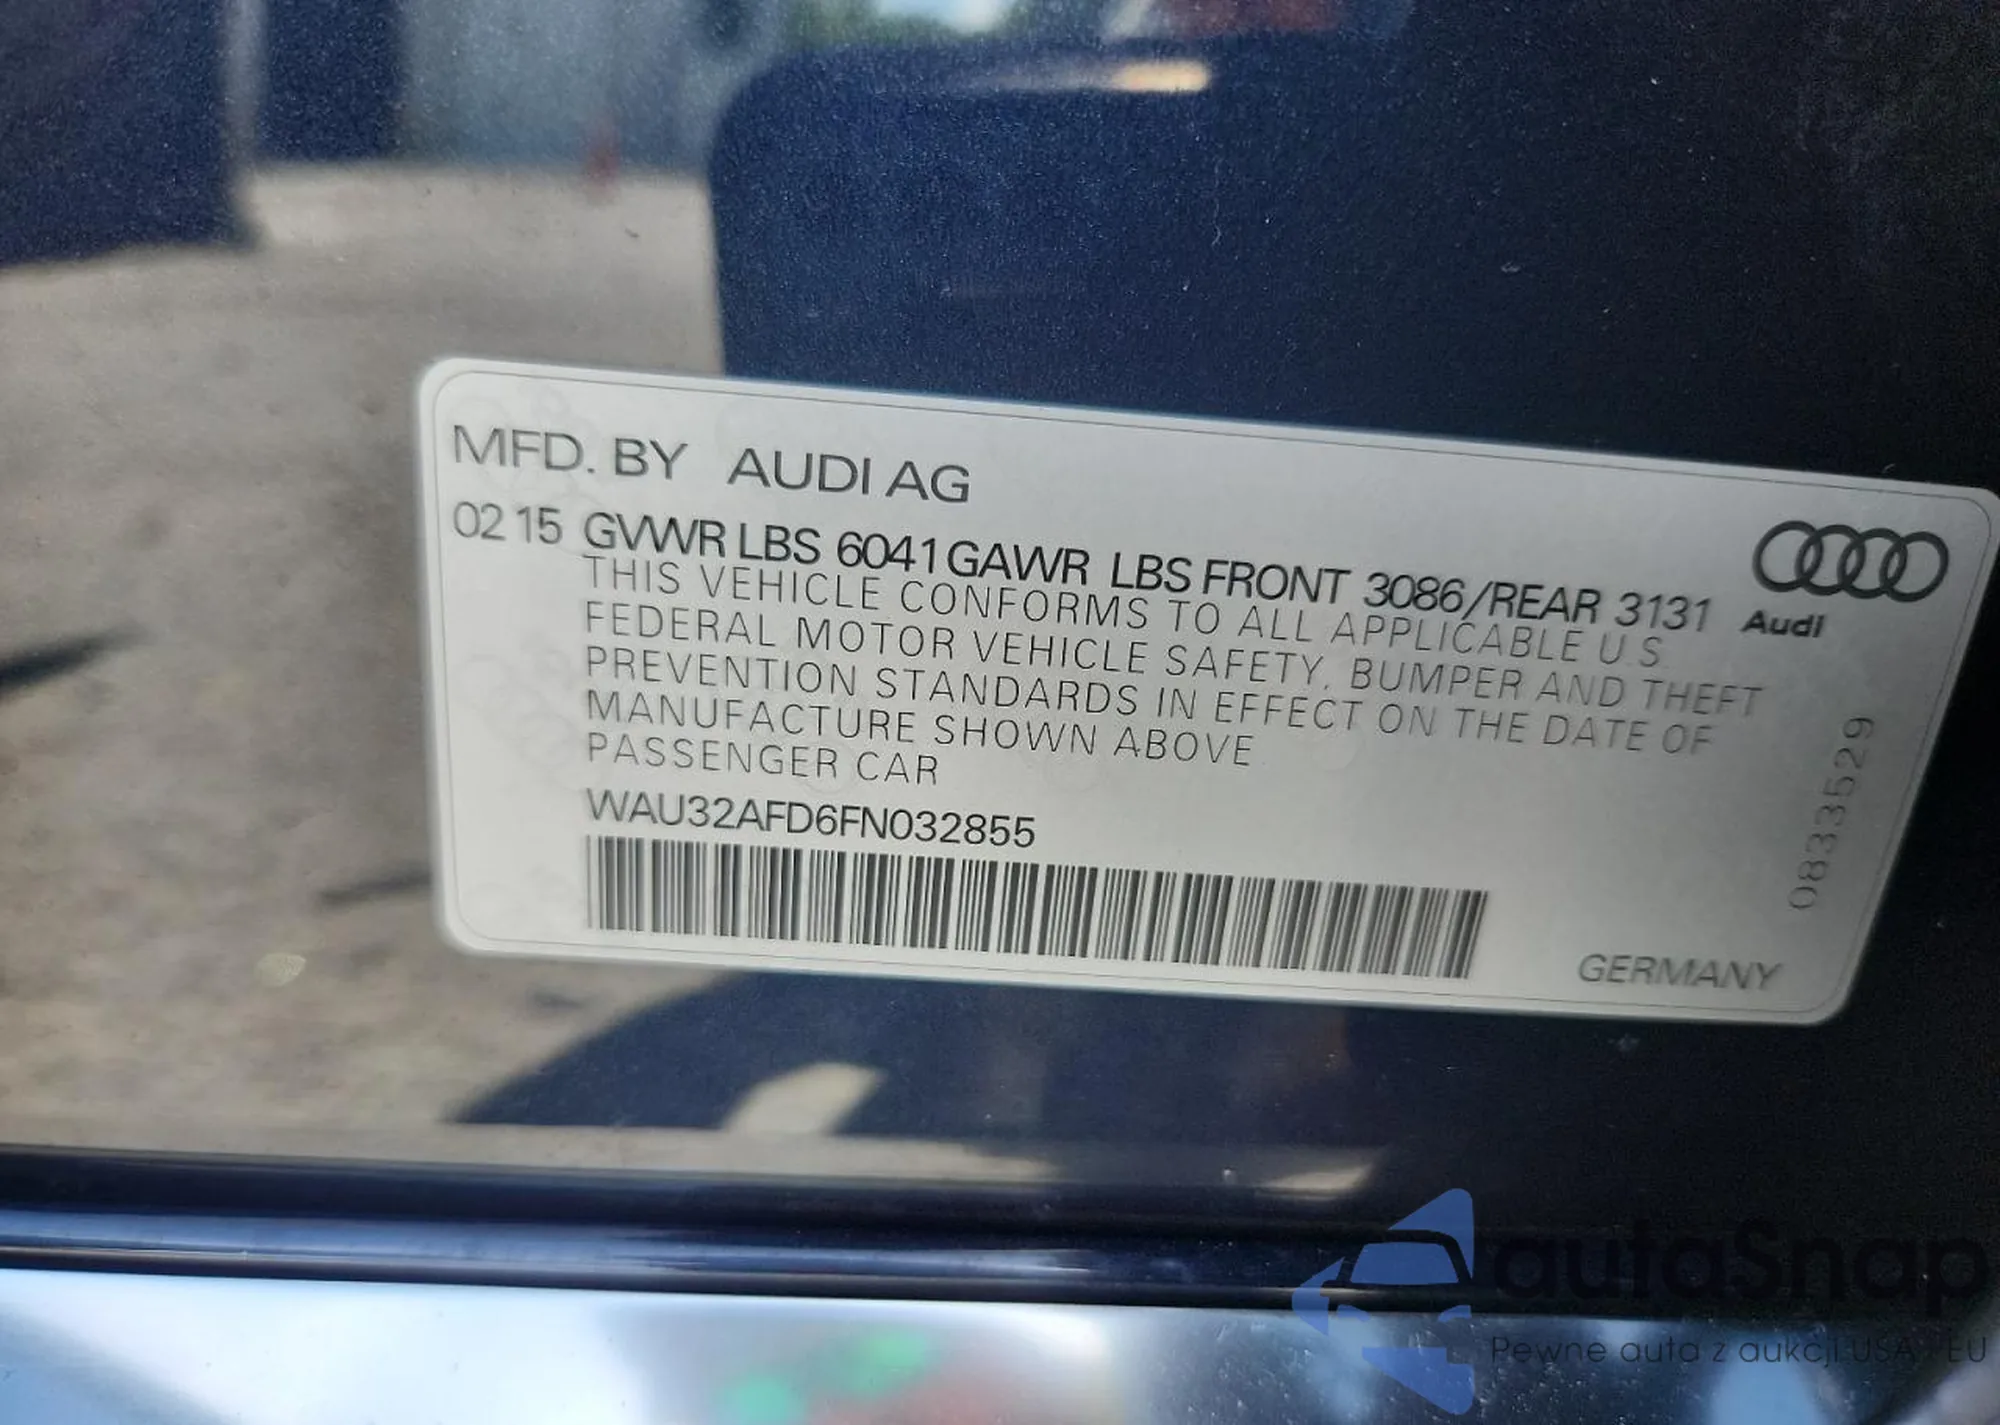 MFD. BY AUDI AG
02 15 GVWR LBS 6041 GAWR LBS FRONT 3086/REAR 3131
THIS VEHICLE CONFORMS TO ALL APPLICABLE U.S.
FEDERAL MOTOR VEHICLE SAFETY, BUMPER AND THEFT
PREVENTION STANDARDS IN EFFECT ON THE DATE OF
MANUFACTURE SHOWN ABOVE
PASSENGER CAR
WAU32AFD6FN032855
Audi
0833529
GERMANY
autaSnap
Pewne auta z aukcji USA i EU